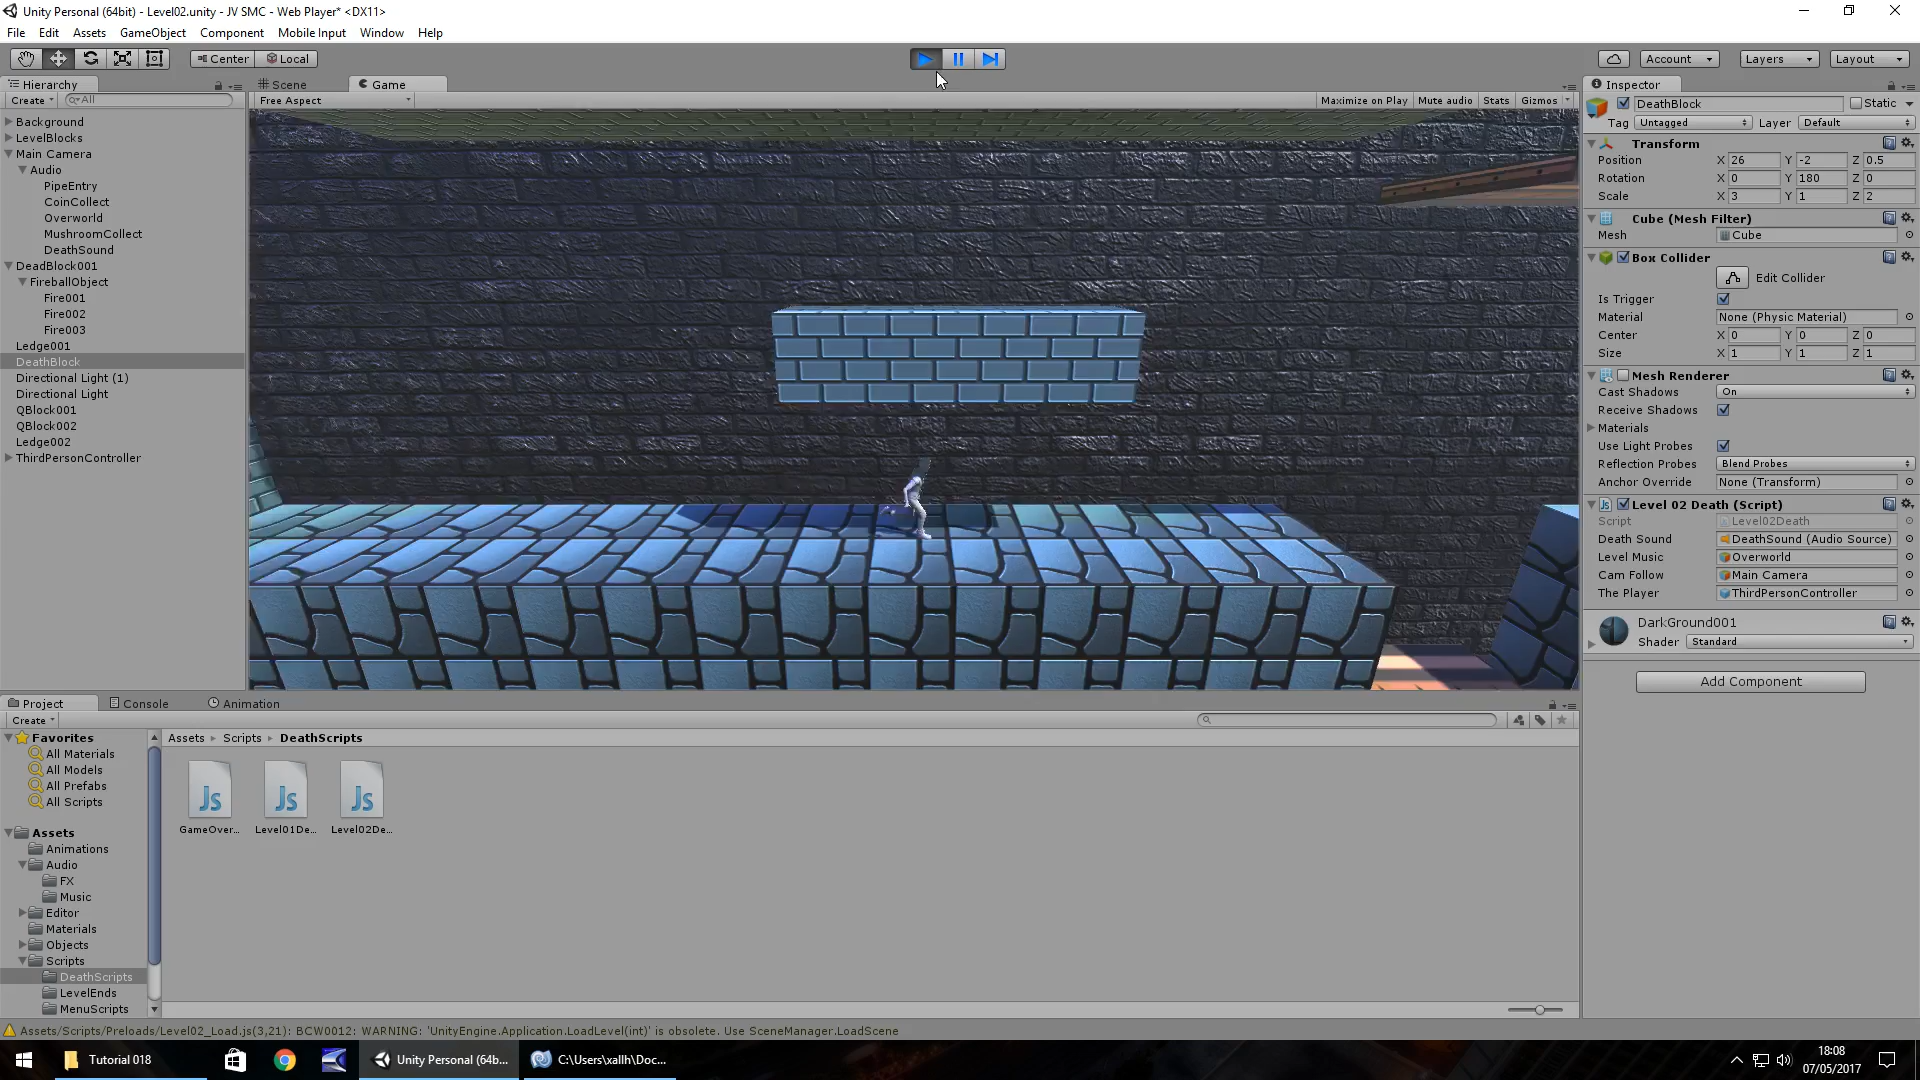 Unity Personal (64bit) - Level02.unity - JV SMC - Web Player* <DX11>
File Edit Assets GameObject Component Mobile Input Window Help
Center Local Account Layers Layout
Hierarchy
Create All
Background
LevelBlocks
Main Camera
Audio
PipeEntry
CoinCollect
Overworld
MushroomCollect
DeathSound
DeadBlock001
FireballObject
Fire001
Fire002
Fire003
Ledge001
DeathBlock
Directional Light (1)
Directional Light
QBlock001
QBlock002
Ledge002
ThirdPersonController
Scene Game
Free Aspect Maximize on Play Mute audio Stats Gizmos
Inspector
DeathBlock Static
Tag Untagged Layer Default
Transform
Position X 26 Y -2 Z 0.5
Rotation X 0 Y 180 Z 0
Scale X 3 Y 1 Z 2
Cube (Mesh Filter)
Mesh Cube
Box Collider
Edit Collider
Is Trigger
Material None (Physic Material)
Center X 0 Y 0 Z 0
Size X 1 Y 1 Z 1
Mesh Renderer
Cast Shadows On
Receive Shadows
Materials
Use Light Probes
Reflection Probes Blend Probes
Anchor Override None (Transform)
Level 02 Death (Script)
Script Level02Death
Death Sound DeathSound (Audio Source)
Level Music Overworld
Cam Follow Main Camera
The Player ThirdPersonController
DarkGround001
Shader Standard
Add Component
Project Console Animation
Create
Favorites
All Materials
All Models
All Prefabs
All Scripts
Assets
Animations
Audio
FX
Music
Editor
Materials
Objects
Scripts
DeathScripts
LevelEnds
MenuScripts
Assets Scripts DeathScripts
Js Js Js
GameOver... Level01De... Level02De...
Assets/Scripts/Preloads/Level02_Load.js(3,21): BCW0012: WARNING: 'UnityEngine.Application.LoadLevel(int)' is obsolete. Use SceneManager.LoadScene
Tutorial 018 Unity Personal (64b... C:\Users\xallh\Doc...
18:08
07/05/2017